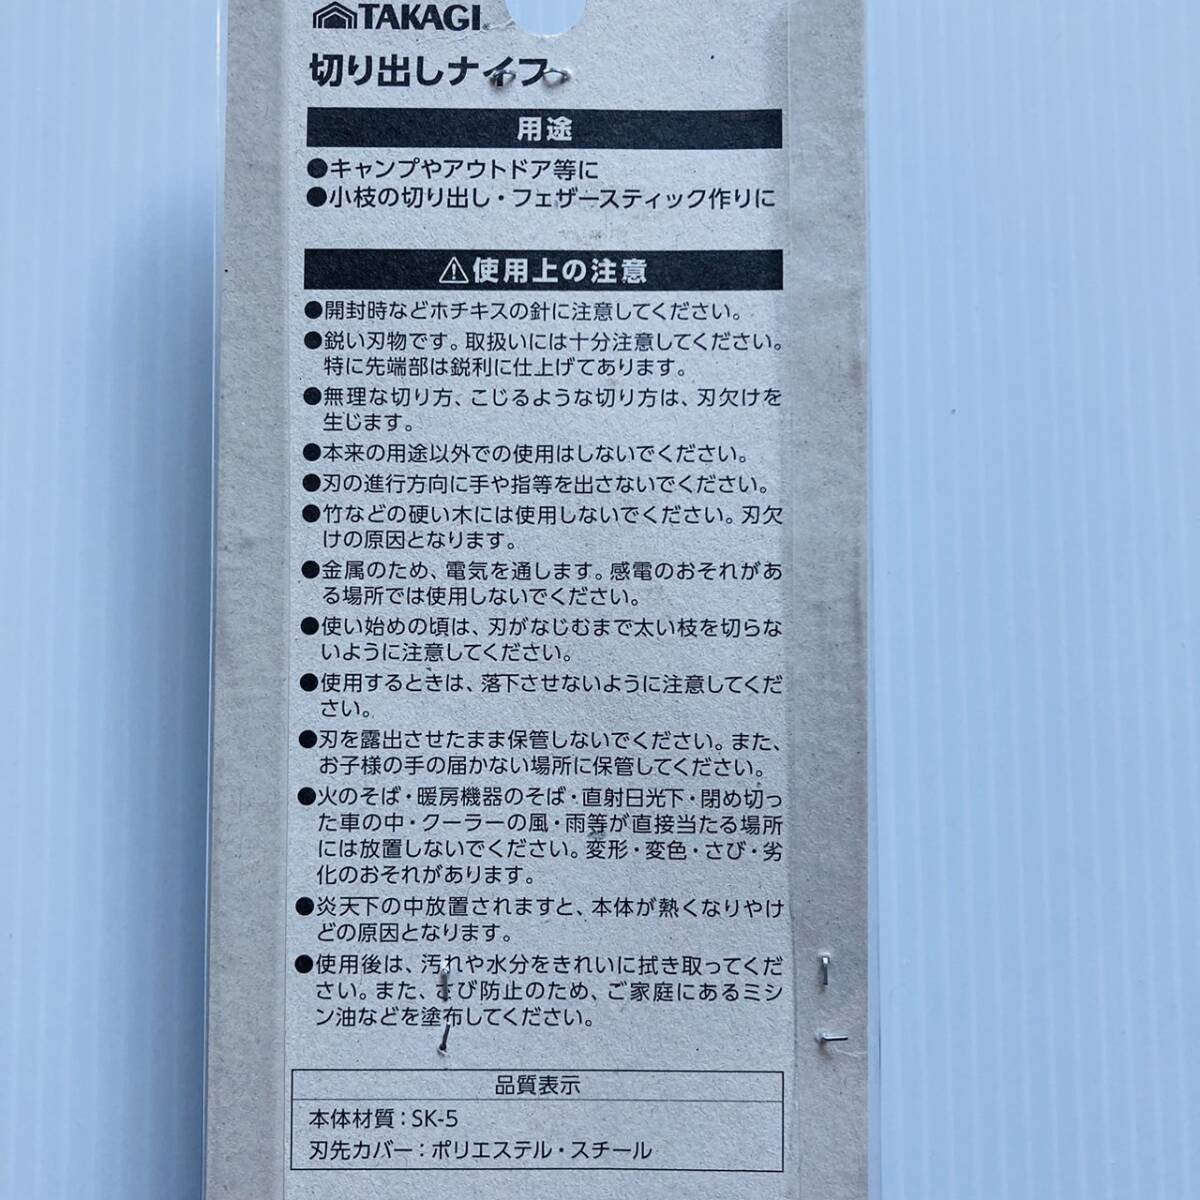 TAKAGI
切り出しナイフ
用途
●キャンプやアウトドア等に
●小枝の切り出し・フェザースティック作りに
⚠使用上の注意
●開封時などホチキスの針に注意してください。
●鋭い刃物です。取扱いには十分注意してください。
特に先端部は鋭利に仕上げてあります。
●無理な切り方、こじるような切り方は、刃欠けを
生じます。
●本来の用途以外での使用はしないでください。
●刃の進行方向に手や指等を出さないでください。
●竹などの硬い木には使用しないでください。刃欠
けの原因となります。
●金属のため、電気を通します。感電のおそれがあ
る場所では使用しないでください。
●使い始めの頃は、刃がなじむまで太い枝を切らな
いように注意してください。
●使用するときは、落下させないように注意してくだ
さい。
●刃を露出させたまま保管しないでください。また、
お子様の手の届かない場所に保管してください。
●火のそば・暖房機器のそば・直射日光下・閉め切っ
た車の中・クーラーの風・雨等が直接当たる場所
には放置しないでください。変形・変色・さび・劣
化のおそれがあります。
●炎天下の中放置されますと、本体が熱くなりやけ
どの原因となります。
●使用後は、汚れや水分をきれいに拭き取ってくだ
さい。また、さび防止のため、ご家庭にあるミシ
ン油などを塗布してください。
品質表示
本体材質：SK-5
刃先カバー：ポリエステル・スチール